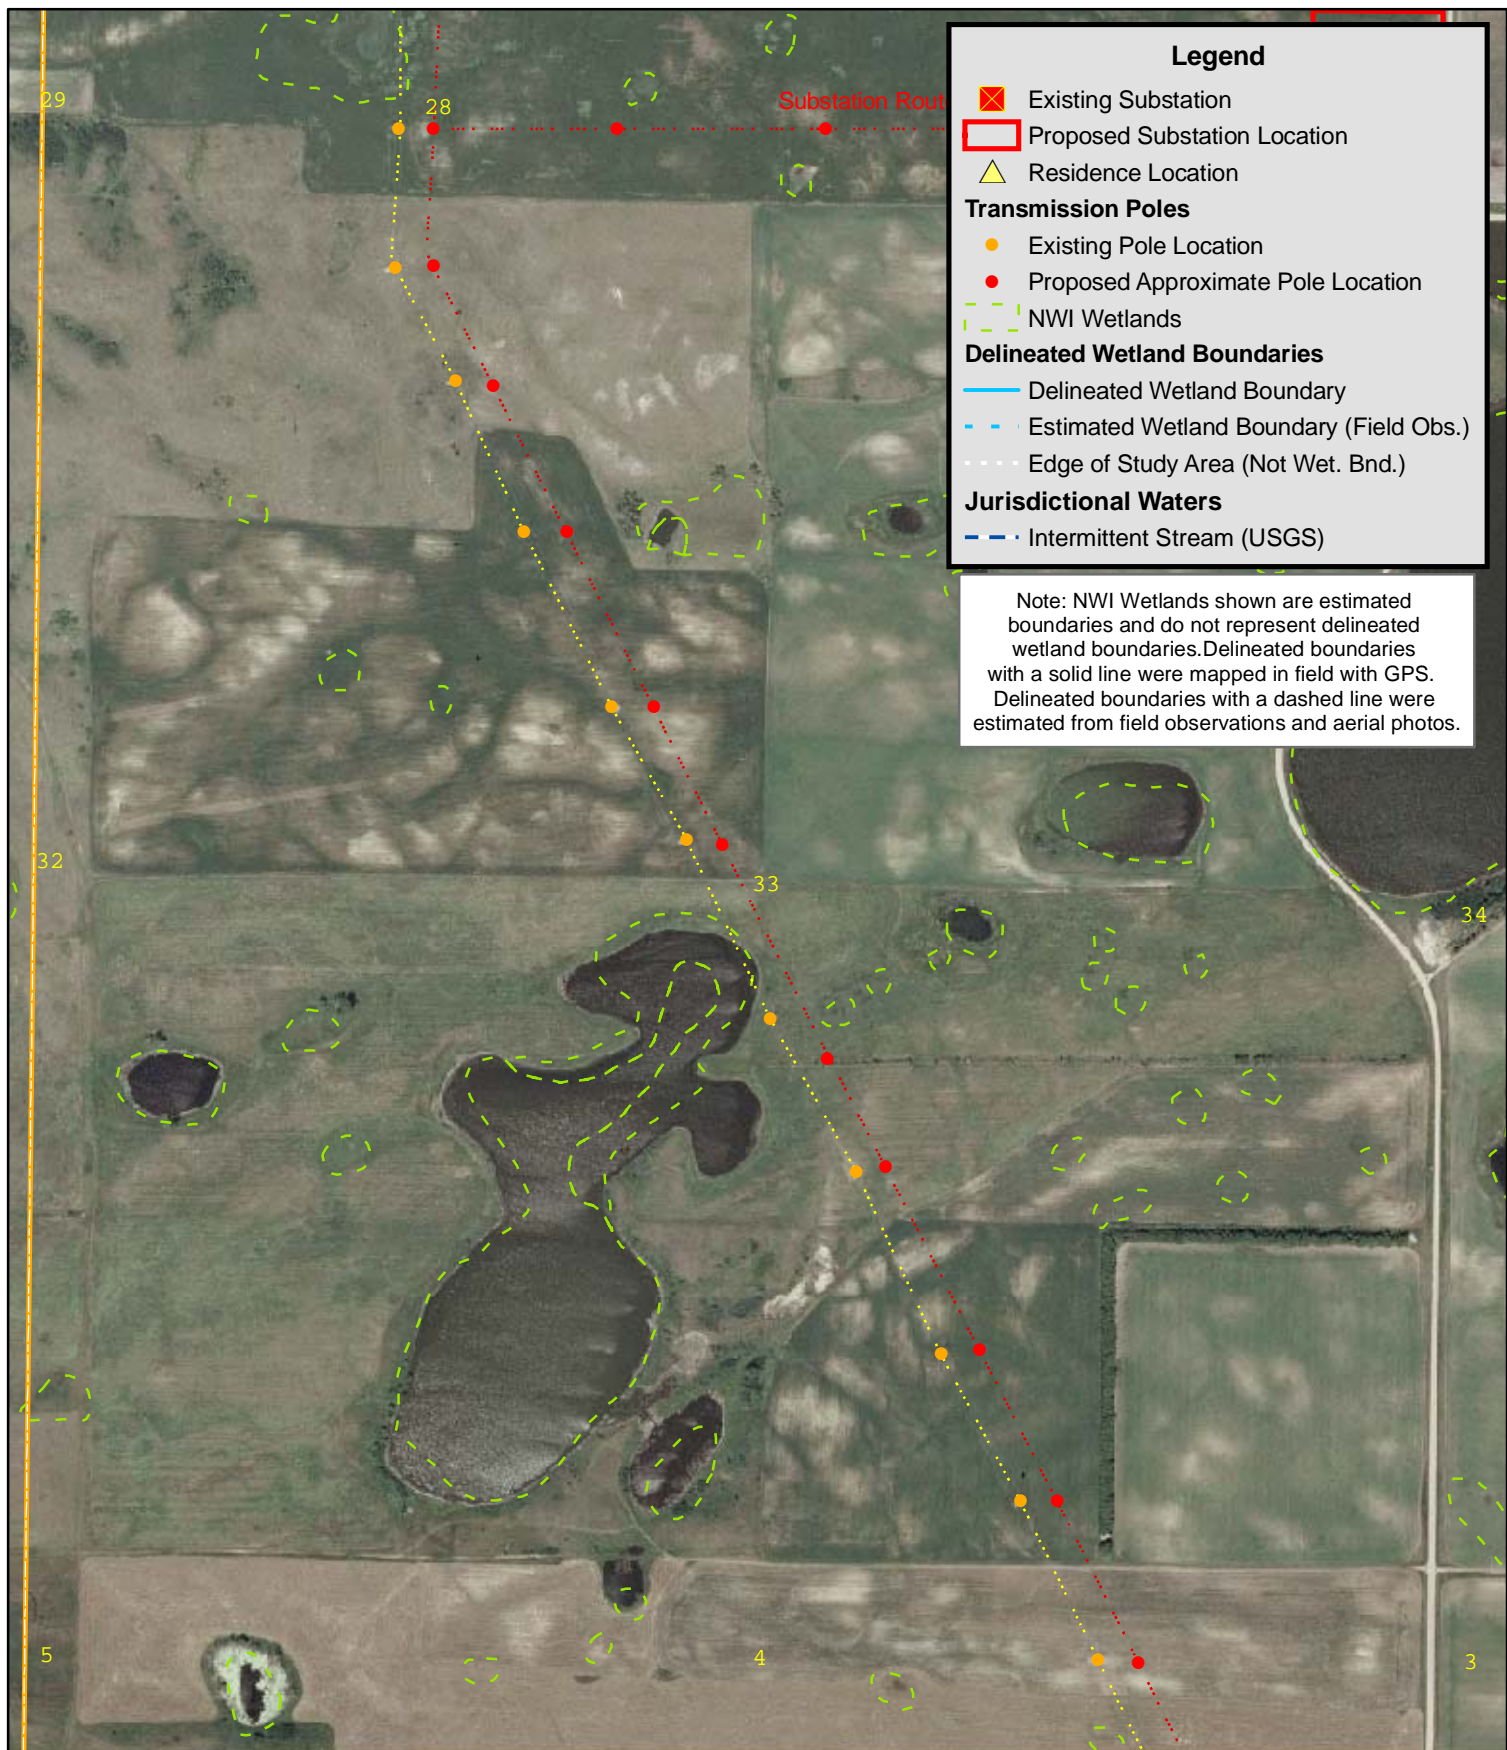 29
28
Substation Rout
32
33
34
5
4
3
Legend
Existing Substation
Proposed Substation Location
Residence Location
Transmission Poles
Existing Pole Location
Proposed Approximate Pole Location
NWI Wetlands
Delineated Wetland Boundaries
Delineated Wetland Boundary
Estimated Wetland Boundary (Field Obs.)
Edge of Study Area (Not Wet. Bnd.)
Jurisdictional Waters
Intermittent Stream (USGS)
Note: NWI Wetlands shown are estimated
boundaries and do not represent delineated
wetland boundaries.Delineated boundaries
with a solid line were mapped in field with GPS.
Delineated boundaries with a dashed line were
estimated from field observations and aerial photos.